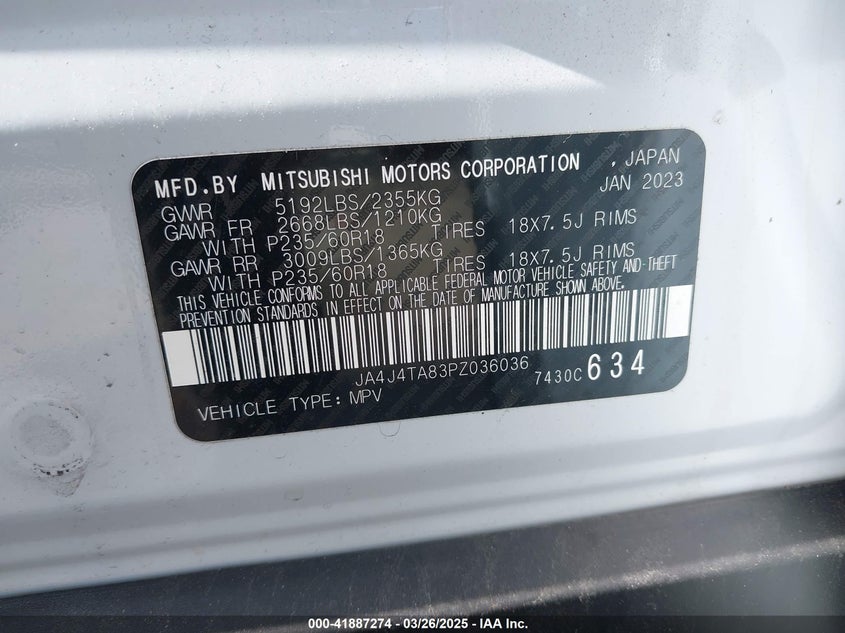 MFD.BY MITSUBISHI MOTORS CORPORATION , JAPAN
JAN 2023
GVWR 5192LBS/2355KG
GAWR FR 2668LBS/1210KG
WITH P235/60R18 TIRES 18X7.5J RIMS
GAWR RR 3009LBS/1365KG
WITH P235/60R18 TIRES 18X7.5J RIMS
THIS VEHICLE CONFORMS TO ALL APPLICABLE FEDERAL MOTOR VEHICLE SAFETY AND THEFT
PREVENTION STANDARDS IN EFFECT ON THE DATE OF MANUFACTURE SHOWN ABOVE.
JA4J4TA83PZ036036
7430C 634
VEHICLE TYPE: MPV
000-41887274 - 03/26/2025 - IAA Inc.